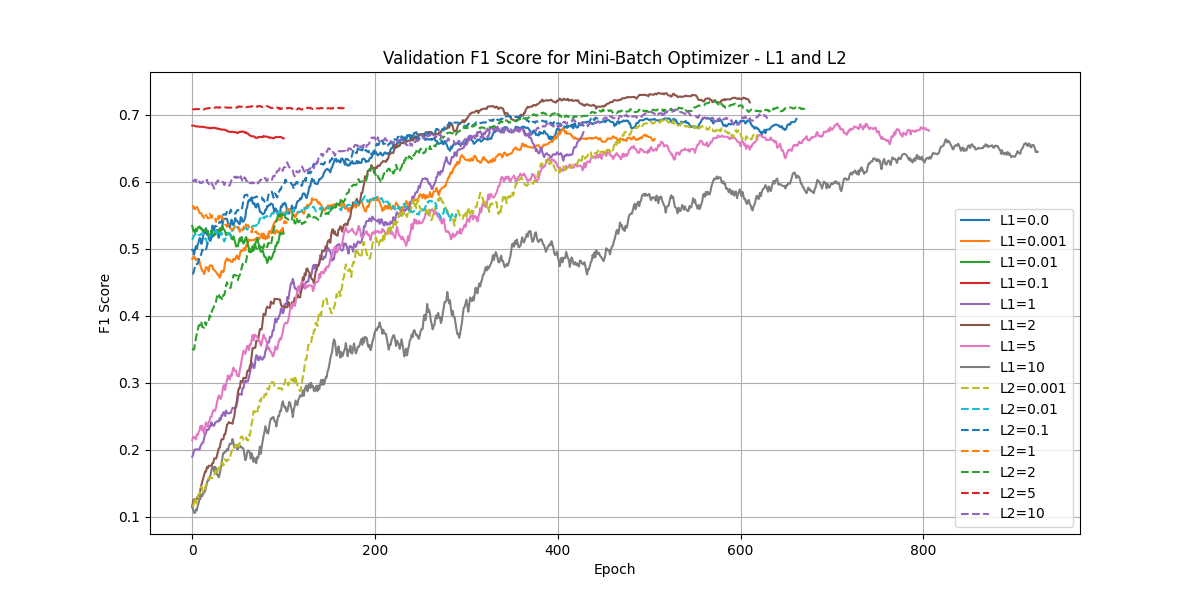 Validation F1 Score for Mini-Batch Optimizer - L1 and L2
F1 Score
0.7
0.6
0.5
0.4
0.3
0.2
0.1
0
200
400
600
800
Epoch
L1=0.0
L1=0.001
L1=0.01
L1=0.1
L1=1
L1=2
L1=5
L1=10
L2=0.001
L2=0.01
L2=0.1
L2=1
L2=2
L2=5
L2=10